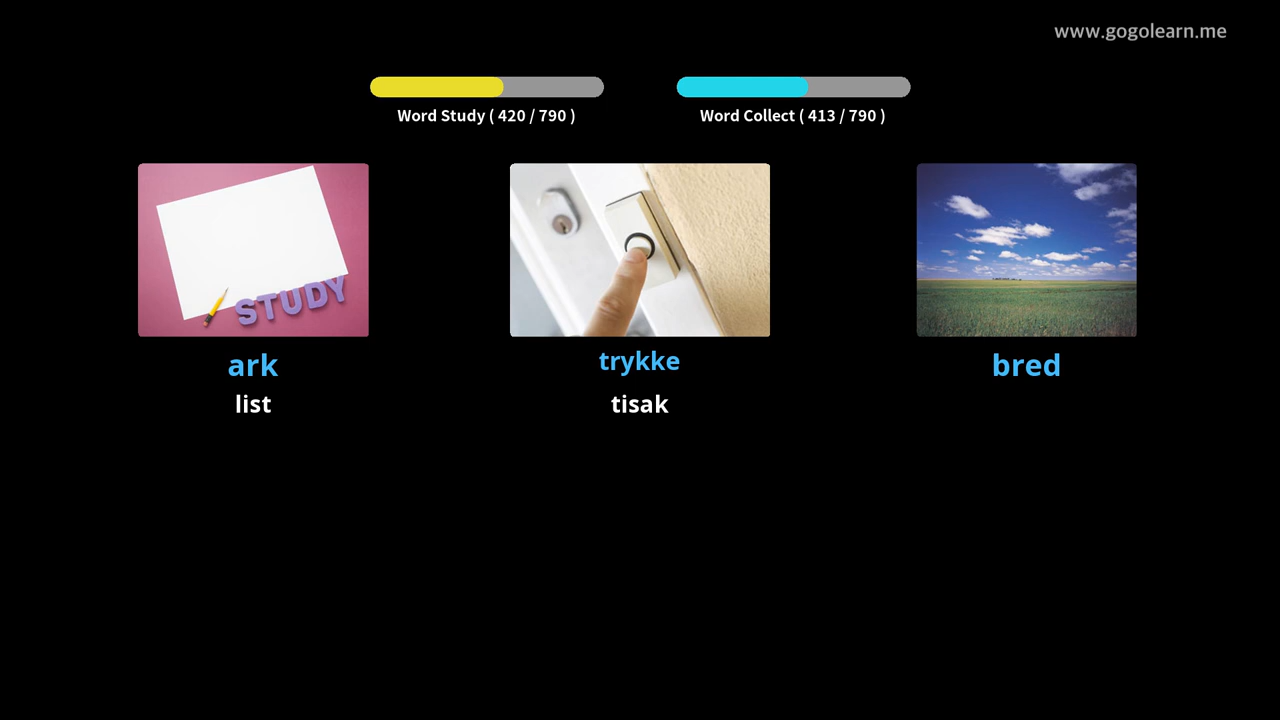 www.gogolearn.me
Word Study ( 420 / 790 )
Word Collect ( 413 / 790 )
STUDY
ark
trykke
bred
list
tisak